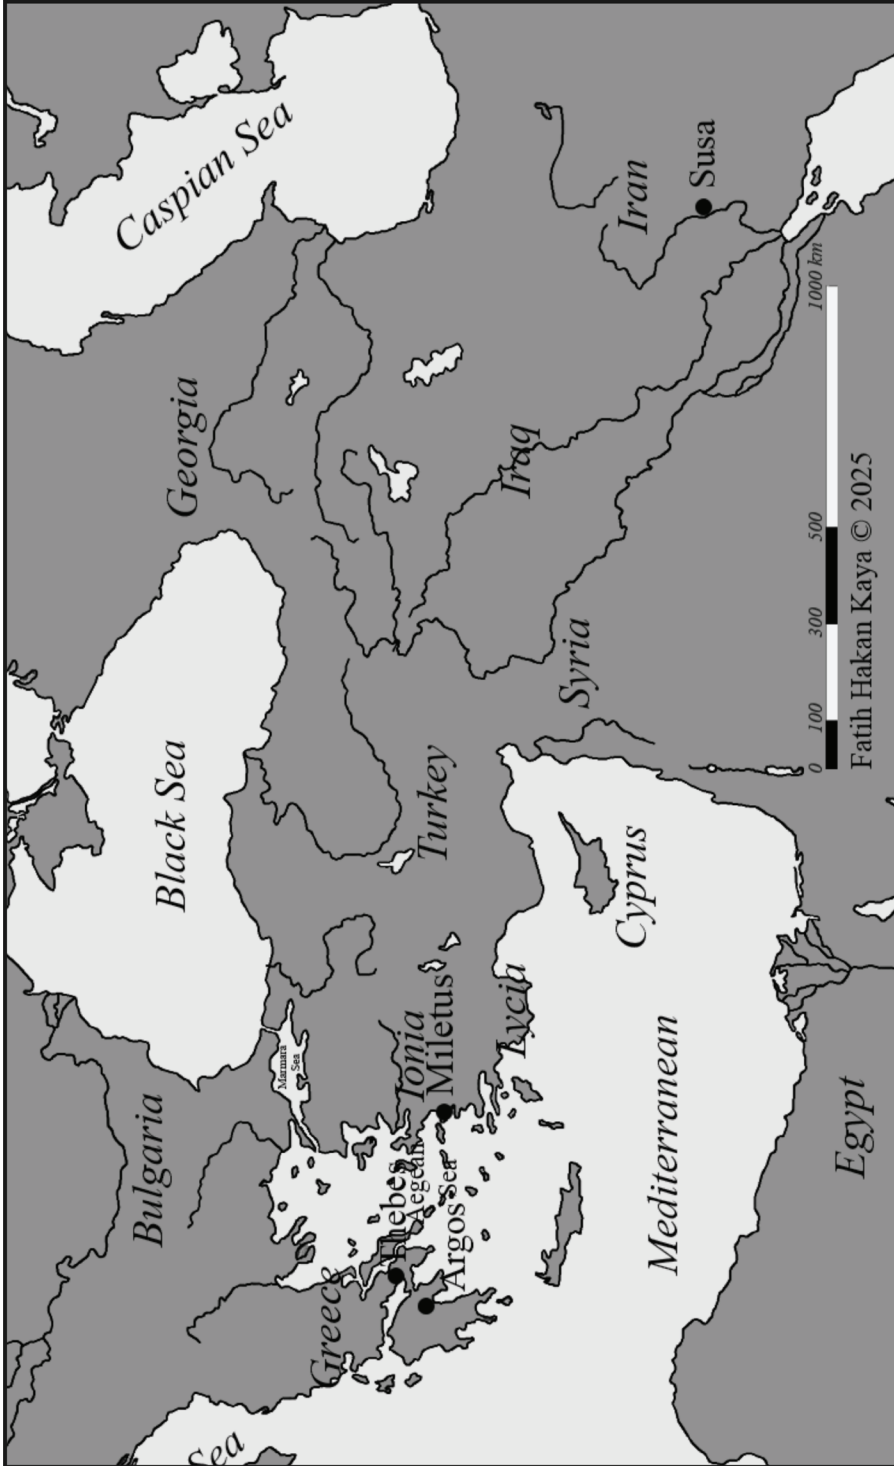 Caspian Sea
Black Sea
Georgia
Bulgaria
Marmara
Sea
Turkey
Greece
Thebes
Aegean
Sea
Argos
Ionia
Miletus
Lycia
Iraq
Iran
Susa
Syria
Cyprus
Mediterranean
Egypt
Sea
0 100 300 500 1000 km
Fatih Hakan Kaya © 2025